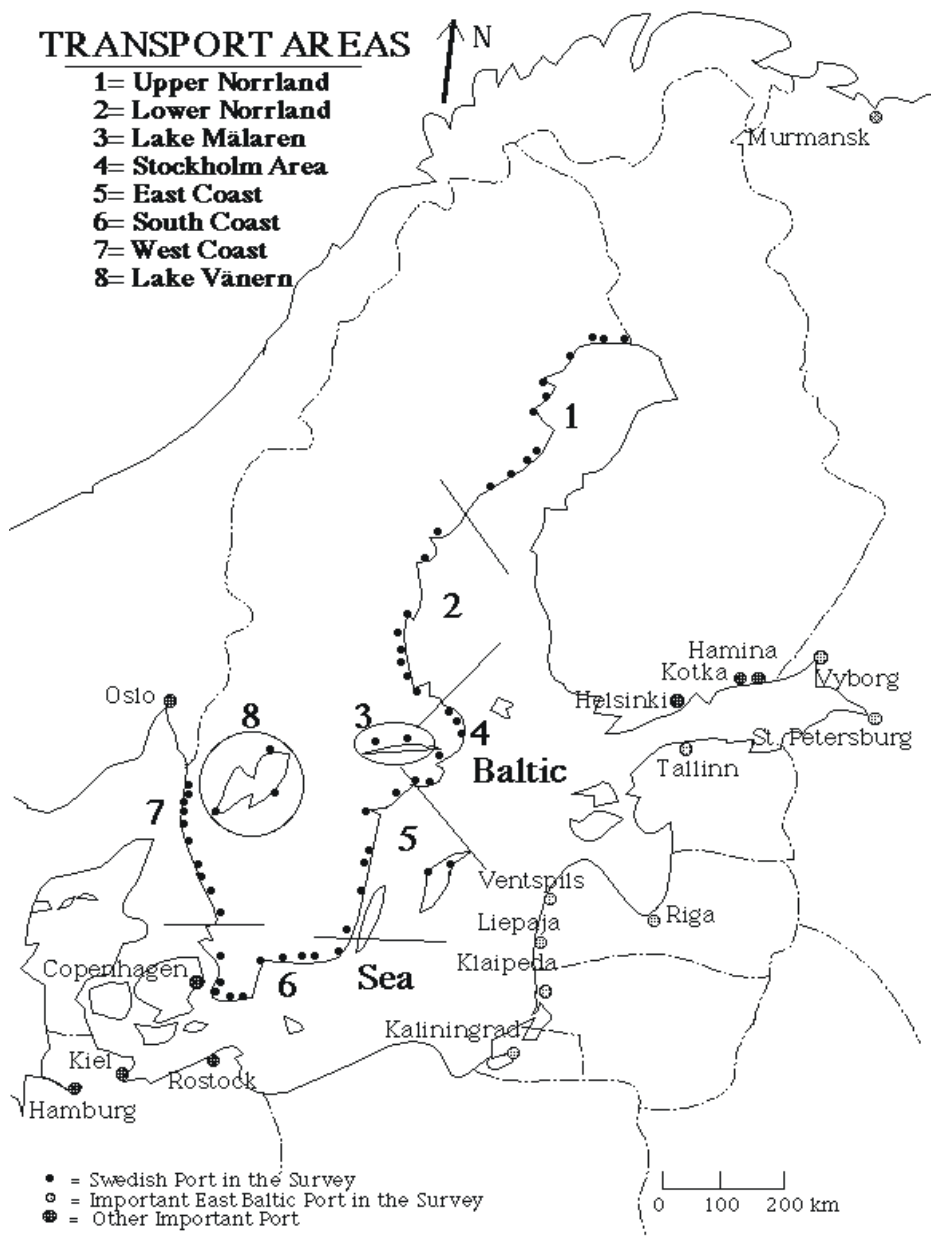 TRANSPORT AREAS
1= Upper Norrland
2= Lower Norrland
3= Lake Mälaren
4= Stockholm Area
5= East Coast
6= South Coast
7= West Coast
8= Lake Vänern
N
Murmansk
1
2
Hamina
Kotka
Vyborg
Oslo
Helsinki
8
3
4
St. Petersburg
Baltic
Tallinn
7
5
Ventspils
Riga
Liepaja
Klaipeda
Copenhagen
6
Sea
Kaliningrad
Kiel
Rostock
Hamburg
• = Swedish Port in the Survey
= Important East Baltic Port in the Survey
= Other Important Port
0 100 200 km